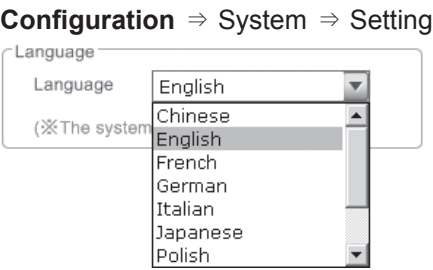 Configuration ⇒ System ⇒ Setting
Language
Language English
Chinese
(※The system
English
French
German
Italian
Japanese
Polish